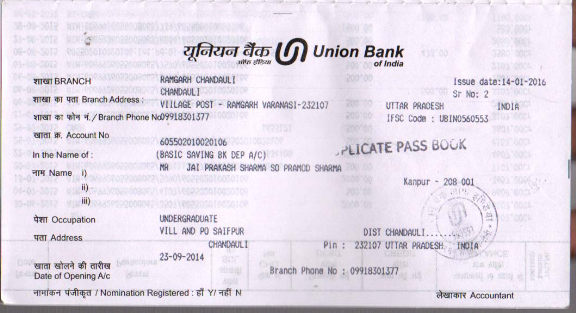 यूनियन बैंक Union Bank
ऑफ इंडिया of India
शाखा BRANCH RAMGARH CHANDAULI Issue date:14-01-2016
CHANDAULI Sr No: 2
शाखा का पता Branch Address : VIILAGE POST - RAMGARH VARANASI-232107 UTTAR PRADESH INDIA
शाखा का फोन नं. / Branch Phone No 09918301377 IFSC Code : UBIN0560553
खाता क्र. Account No 605502010020106
PLICATE PASS BOOK
In the Name of : (BASIC SAVING BK DEP A/C)
नाम Name i) MR JAI PRAKASH SHARMA SO PRAMOD SHARMA
ii) Kanpur - 208 001
iii)
पेशा Occupation UNDERGRADUATE
पता Address VILL AND PO SAIFPUR DIST CHANDAULI........
CHANDAULI Pin : 232107 UTTAR PRADESH INDIA
23-09-2014
खाता खोलने की तारीख Branch Phone No : 09918301377
Date of Opening A/c
नामांकन पंजीकृत / Nomination Registered : हाँ Y/ नहीं N लेखाकार Accountant